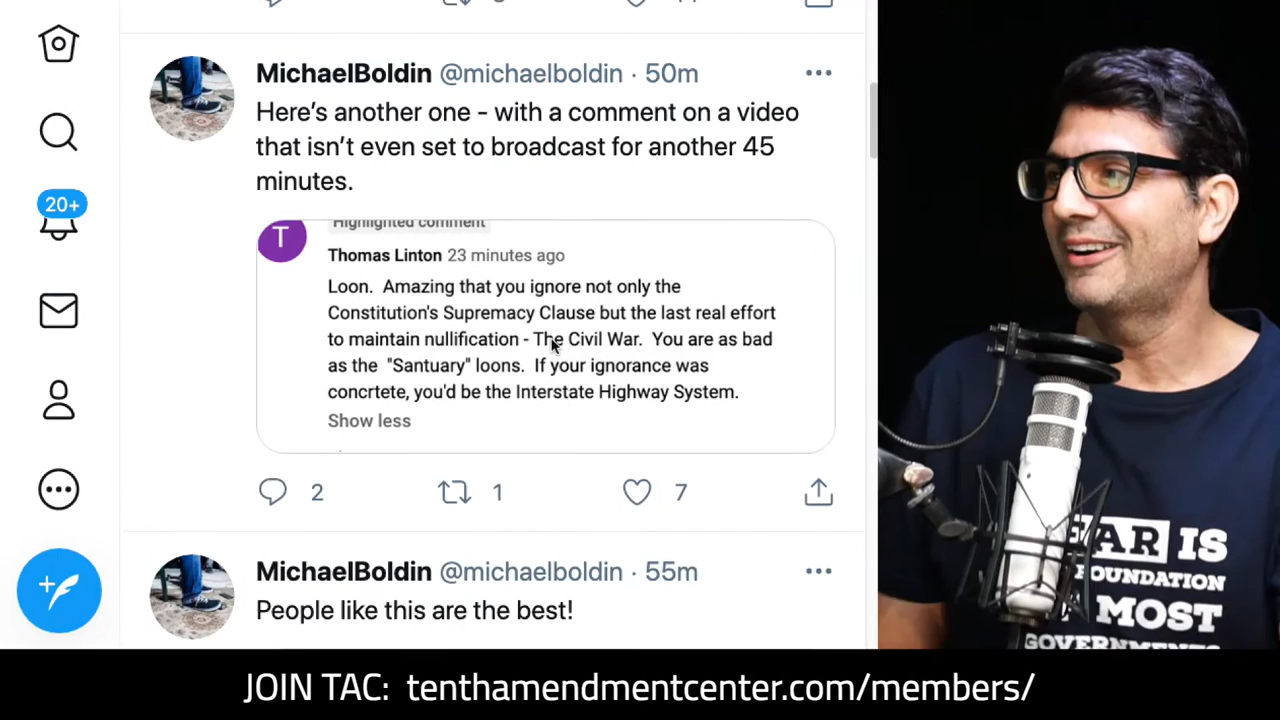 MichaelBoldin @michaelboldin · 50m
Here's another one - with a comment on a video
that isn't even set to broadcast for another 45
minutes.
20+
Highlighted comment
T
Thomas Linton 23 minutes ago
Loon. Amazing that you ignore not only the
Constitution's Supremacy Clause but the last real effort
to maintain nullification - The Civil War. You are as bad
as the "Santuary" loons. If your ignorance was
concrtete, you'd be the Interstate Highway System.
Show less
2 1 7
MichaelBoldin @michaelboldin · 55m
People like this are the best!
IS
FOUNDATION
MOST
GOVERNMENTS
JOIN TAC: tenthamendmentcenter.com/members/